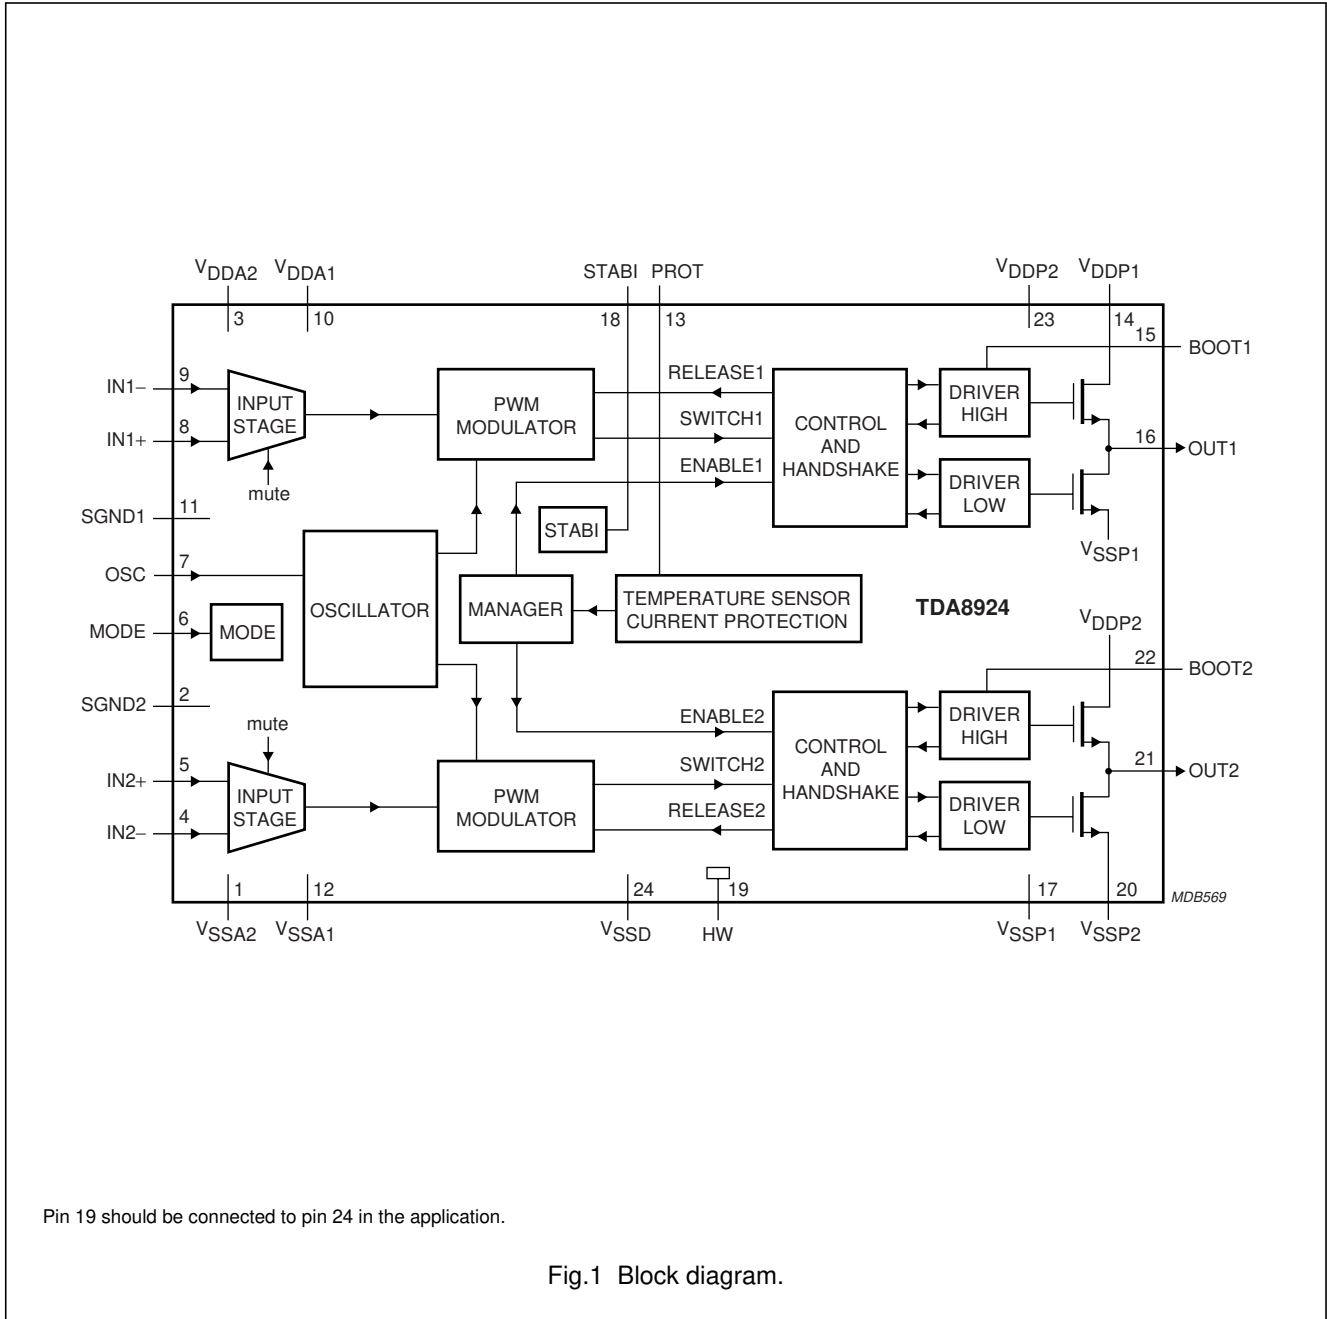 VDDA2 VDDA1 STABI PROT VDDP2 VDDP1
3 10 18 13 23 14
15 BOOT1
IN1− 9
INPUT
STAGE
IN1+ 8
mute
PWM
MODULATOR
RELEASE1
SWITCH1
ENABLE1
CONTROL
AND
HANDSHAKE
DRIVER
HIGH
DRIVER
LOW
16 OUT1
VSSP1
SGND1 11
STABI
OSC 7
OSCILLATOR
MODE 6 MODE
MANAGER
TEMPERATURE SENSOR
CURRENT PROTECTION
TDA8924
VDDP2
22 BOOT2
SGND2 2
mute
IN2+ 5
INPUT
STAGE
IN2− 4
PWM
MODULATOR
ENABLE2
SWITCH2
RELEASE2
CONTROL
AND
HANDSHAKE
DRIVER
HIGH
DRIVER
LOW
21 OUT2
1 12 24 19 17 20
MDB569
VSSA2 VSSA1 VSSD HW VSSP1 VSSP2
Pin 19 should be connected to pin 24 in the application.
Fig.1 Block diagram.